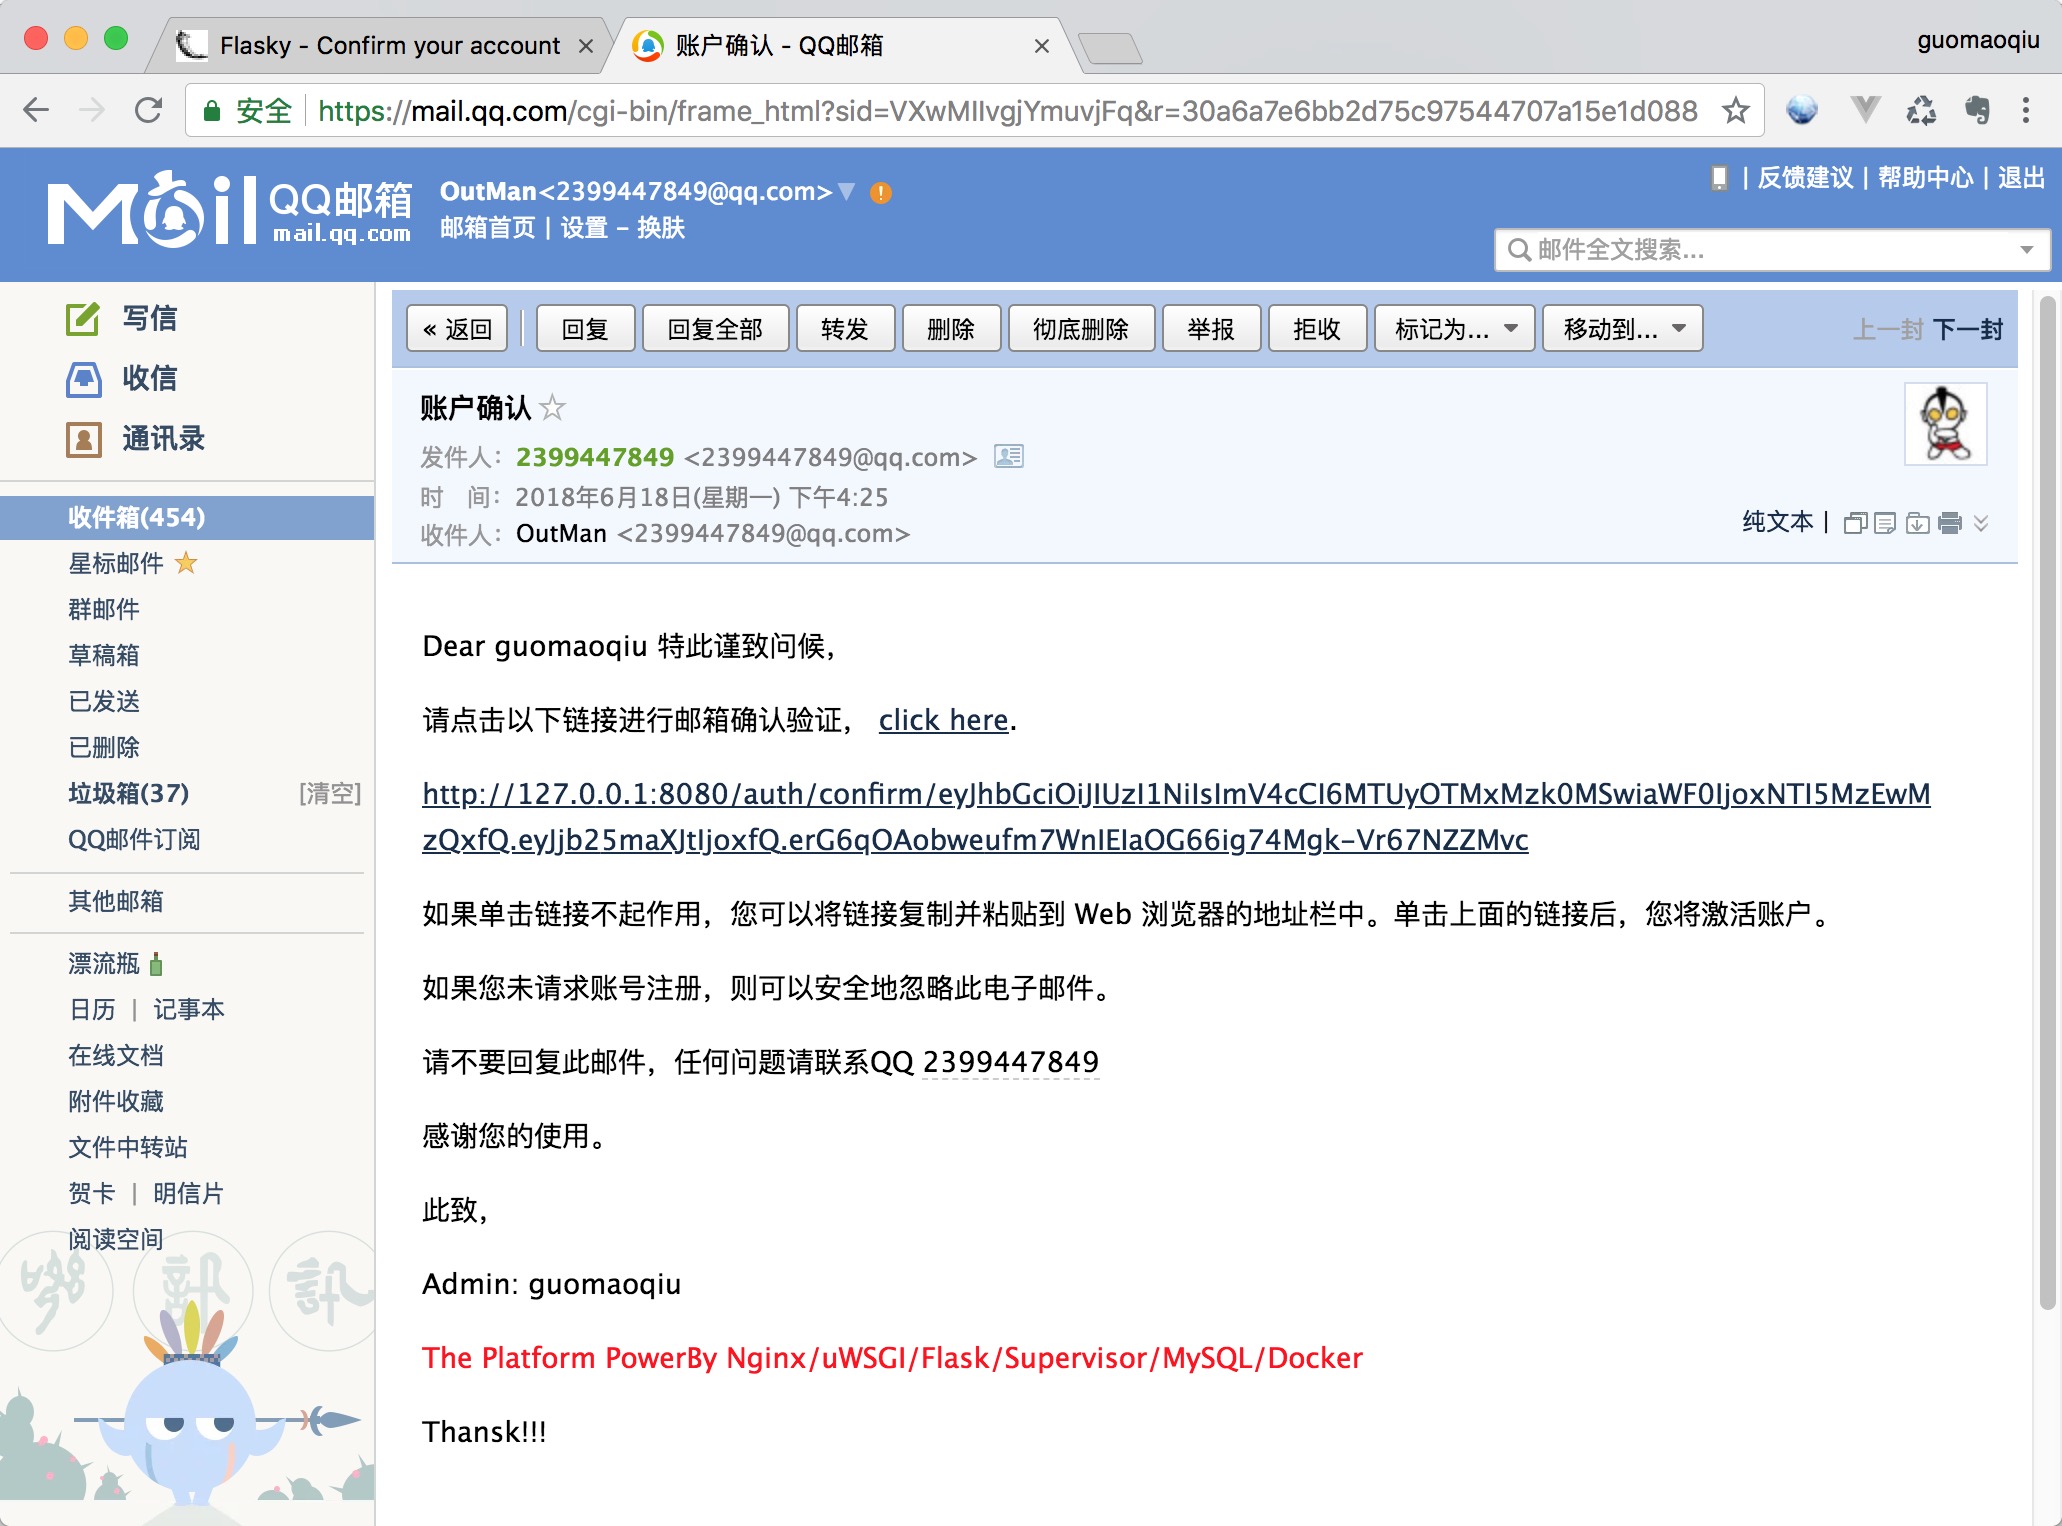 Flasky - Confirm your account
账户确认 - QQ邮箱
guomaoqiu
安全
https://mail.qq.com/cgi-bin/frame_html?sid=VXwMIIvgjYmuvjFq&r=30a6a7e6bb2d75c97544707a15e1d088
Mail QQ邮箱
mail.qq.com
OutMan<2399447849@qq.com>
邮箱首页 | 设置 - 换肤
| 反馈建议 | 帮助中心 | 退出
邮件全文搜索...
写信
收信
通讯录
收件箱(454)
星标邮件
群邮件
草稿箱
已发送
已删除
垃圾箱(37) [清空]
QQ邮件订阅
其他邮箱
漂流瓶
日历 | 记事本
在线文档
附件收藏
文件中转站
贺卡 | 明信片
阅读空间
« 返回 回复 回复全部 转发 删除 彻底删除 举报 拒收 标记为... 移动到... 上一封 下一封
账户确认
发件人: 2399447849 <2399447849@qq.com>
时 间: 2018年6月18日(星期一) 下午4:25
收件人: OutMan <2399447849@qq.com>
纯文本 |
Dear guomaoqiu 特此谨致问候，
请点击以下链接进行邮箱确认验证， click here.
http://127.0.0.1:8080/auth/confirm/eyJhbGciOiJIUzI1NiIsImV4cCI6MTUyOTMxMzk0MSwiaWF0IjoxNTI5MzEwM
zQxfQ.eyJjb25maXJtIjoxfQ.erG6qOAobweufm7WnIEIaOG66ig74Mgk-Vr67NZZMvc
如果单击链接不起作用，您可以将链接复制并粘贴到 Web 浏览器的地址栏中。单击上面的链接后，您将激活账户。
如果您未请求账号注册，则可以安全地忽略此电子邮件。
请不要回复此邮件，任何问题请联系QQ 2399447849
感谢您的使用。
此致，
Admin: guomaoqiu
The Platform PowerBy Nginx/uWSGI/Flask/Supervisor/MySQL/Docker
Thansk!!!